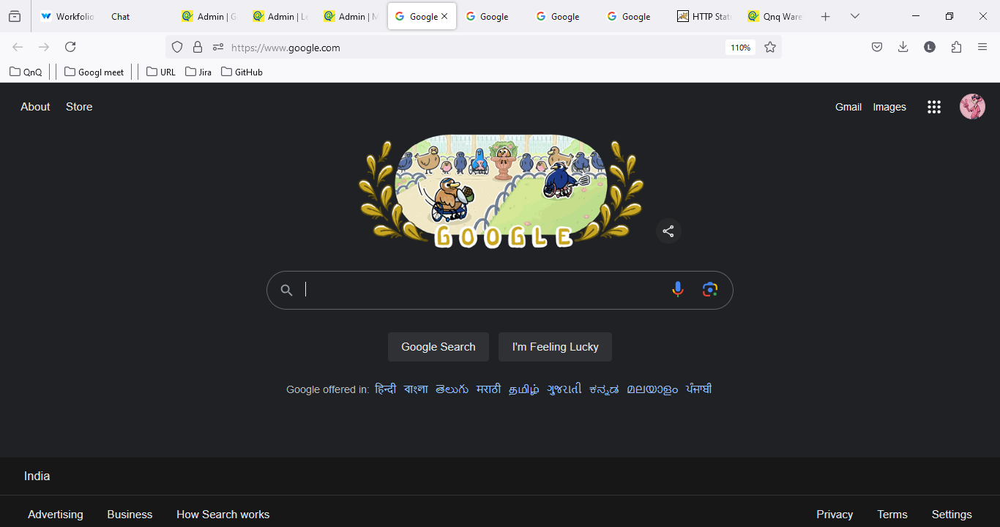 Workfolio Chat Admin | G Admin | Le Admin | M Google Google Google Google HTTP Stat Qnq Ware
https://www.google.com 110% L
QnQ Googl meet URL Jira GitHub
About Store Gmail Images
GOOGLE
Google Search I'm Feeling Lucky
Google offered in: हिन्दी বাংলা తెలుగు मराठी தமிழ் ગુજરાતી ಕನ್ನಡ മലയാളം ਪੰਜਾਬੀ
India
Advertising Business How Search works Privacy Terms Settings